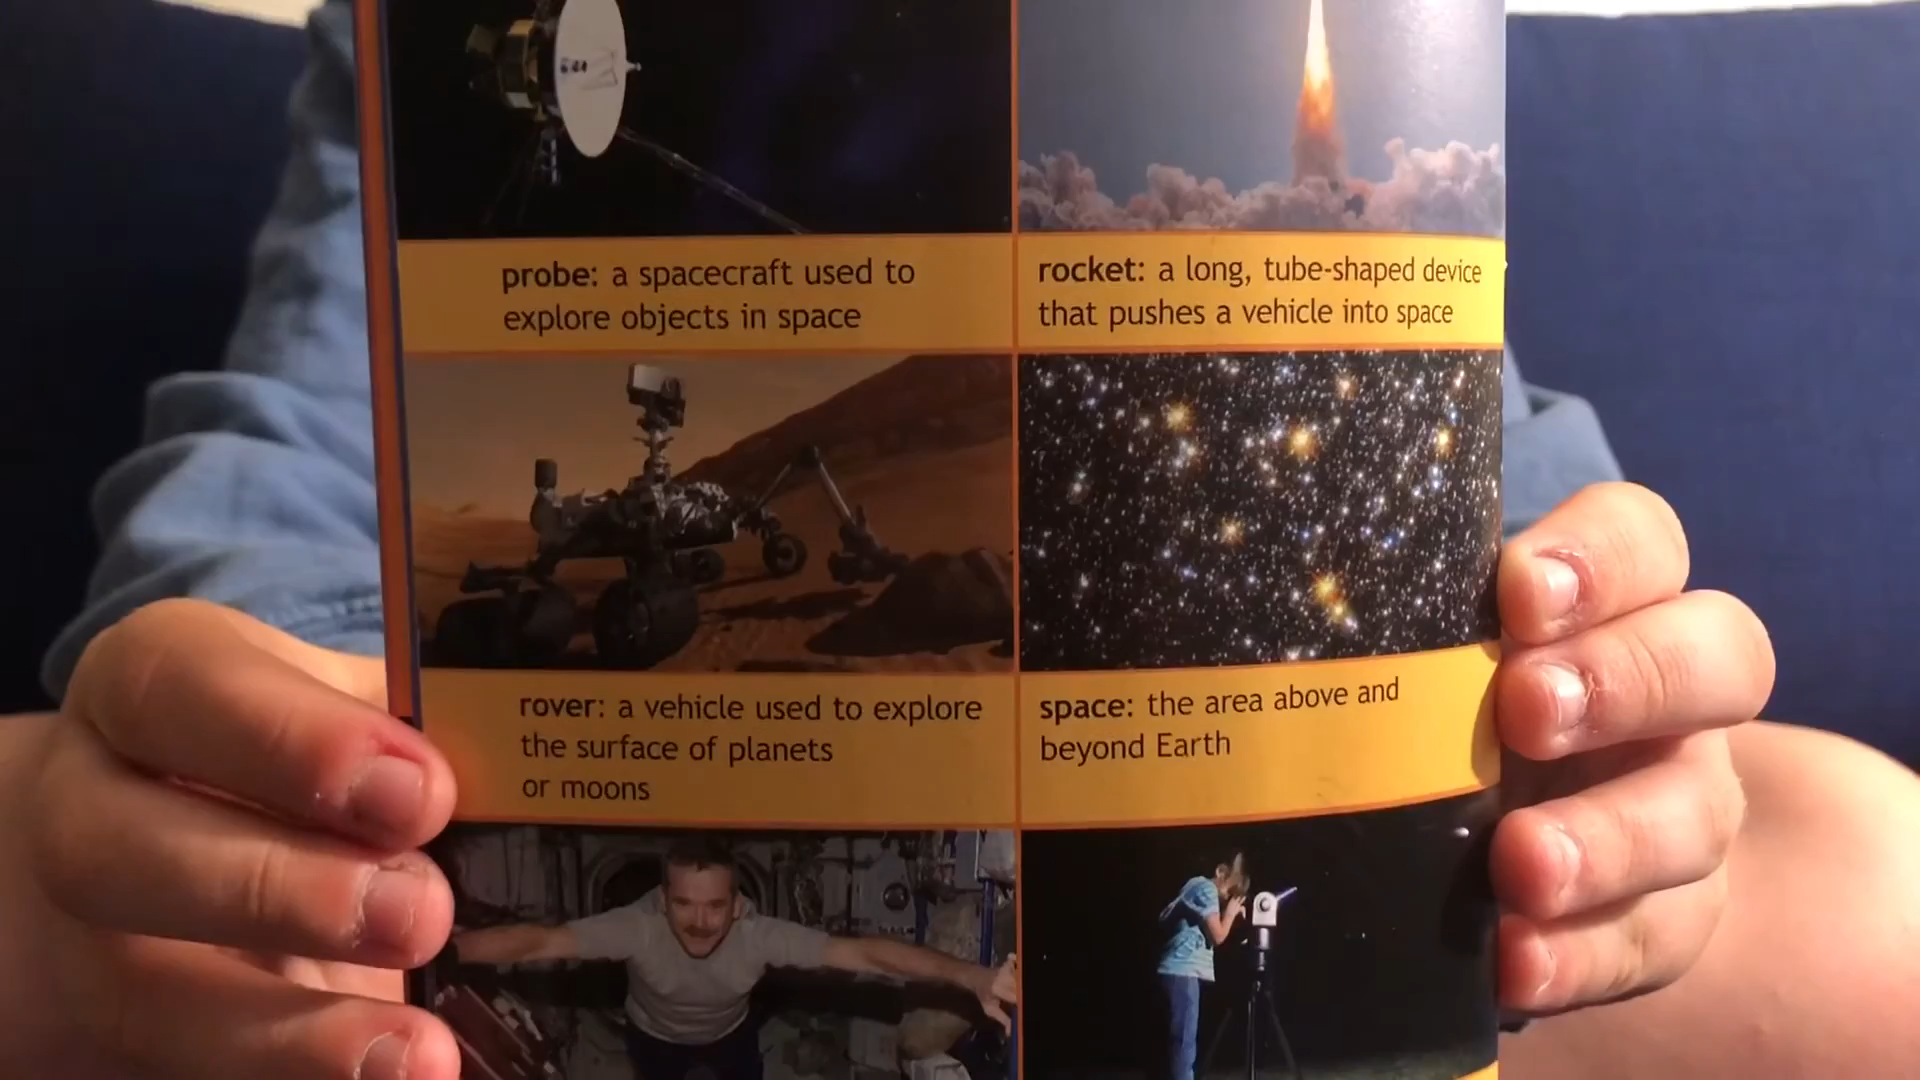 probe: a spacecraft used to
explore objects in space
rocket: a long, tube-shaped device
that pushes a vehicle into space
rover: a vehicle used to explore
the surface of planets
or moons
space: the area above and
beyond Earth